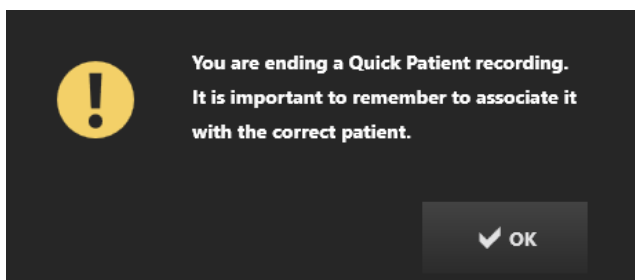 You are ending a Quick Patient recording.
It is important to remember to associate it
with the correct patient.
OK